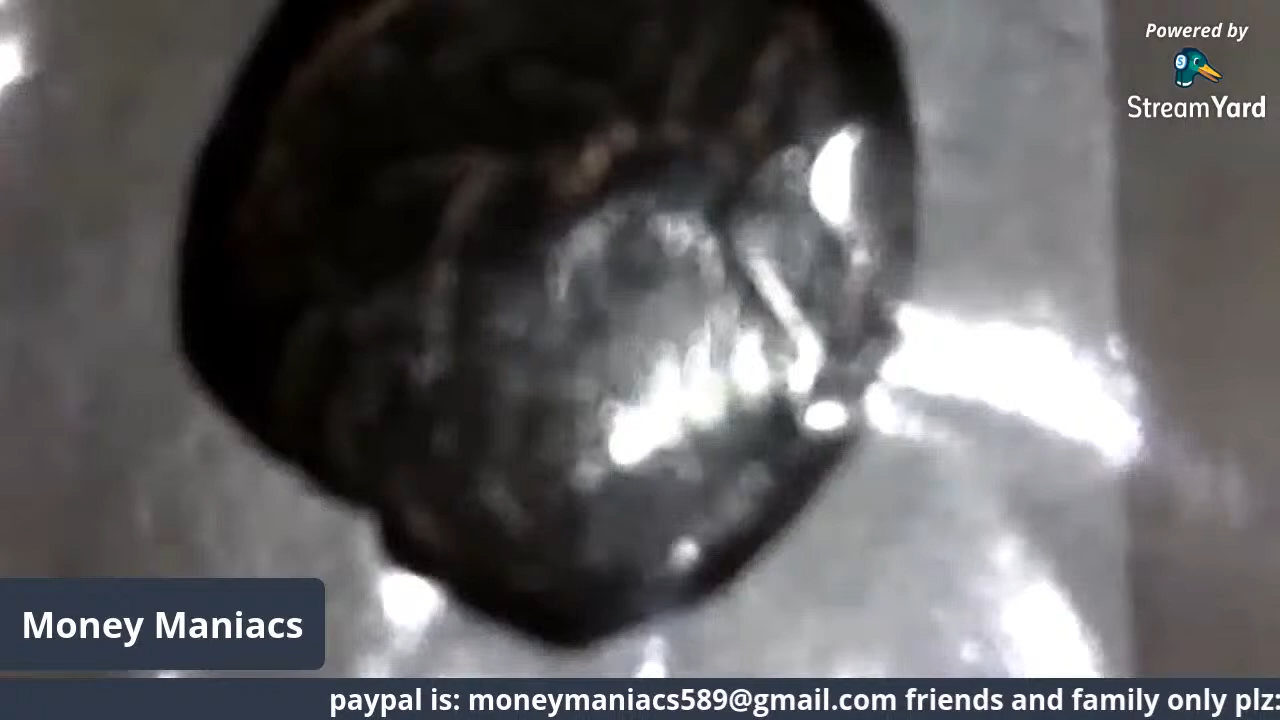 Powered by
StreamYard
Money Maniacs
paypal is: moneymaniacs589@gmail.com friends and family only plz: